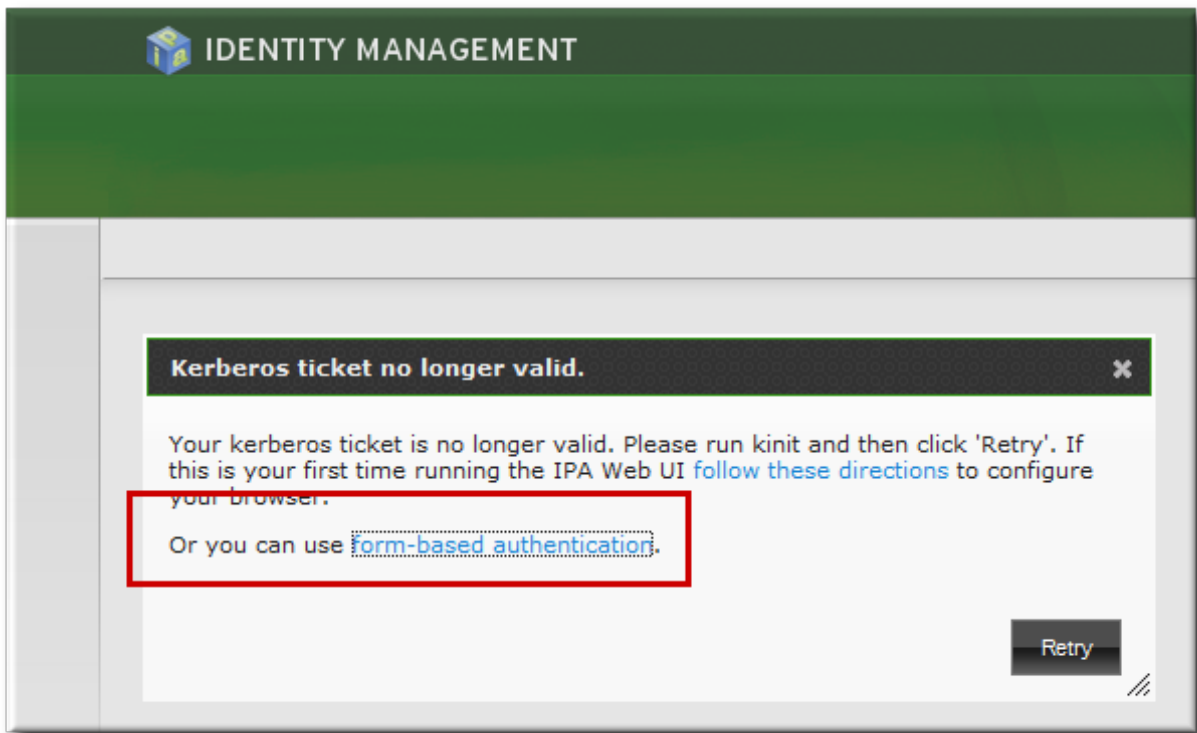 IPA IDENTITY MANAGEMENT
Kerberos ticket no longer valid.
Your kerberos ticket is no longer valid. Please run kinit and then click 'Retry'. If
this is your first time running the IPA Web UI follow these directions to configure
your browser.
Or you can use form-based authentication.
Retry